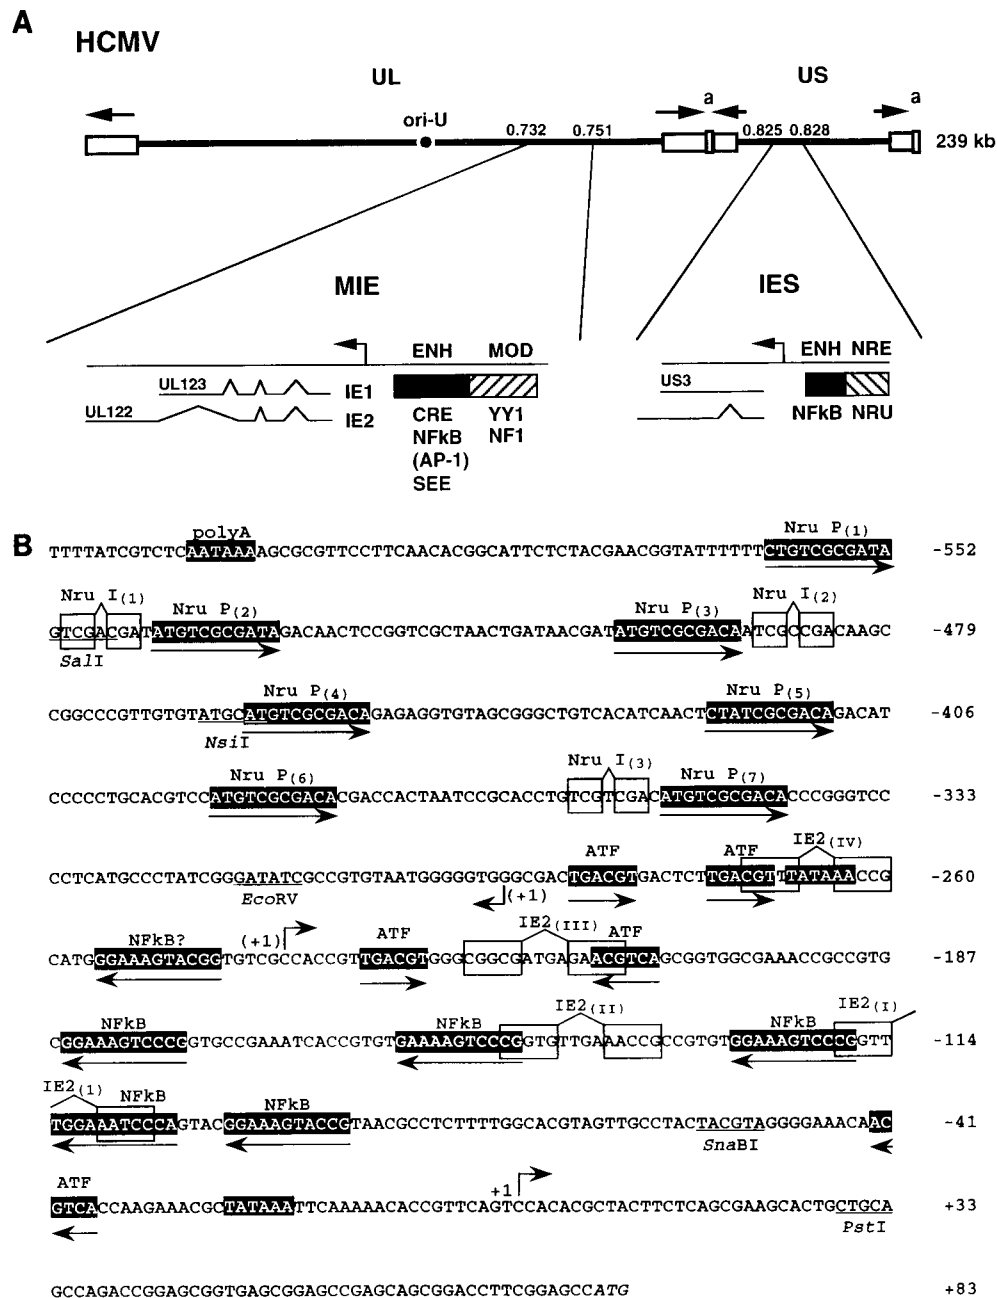 A
HCMV
UL
US
a
a
ori-U
0.732
0.751
0.825
0.828
239 kb
MIE
IES
ENH
MOD
ENH NRE
UL123
IE1
US3
UL122
IE2
CRE
YY1
NFkB
NRU
NFkB
NF1
(AP-1)
SEE
B
polyA
Nru P(1)
TTTTATCGTCTCAATAAAAGCGCGTTCCTTCAACACGGCATTCTCTACGAACGGTATTTTTTCTGTCGCGATA -552
Nru I(1)
Nru P(2)
Nru P(3)
Nru I(2)
GTCGACGATATGTCGCGATAGACAACTCCGGTCGCTAACTGATAACGATATGTCGCGACAATCGCCGACAAGC -479
SalI
Nru P(4)
Nru P(5)
CGGCCCGTTGTGTATGCATGTCGCGACAGAGAGGTGTAGCGGGCTGTCACATCAACTCTATCGCGACAGACAT -406
NsiI
Nru P(6)
Nru I(3)
Nru P(7)
CCCCCTGCACGTCCATGTCGCGACACGACCACTAATCCGCACCTGTCGTCGACATGTCGCGACACCCGGGTCC -333
ATF
ATF
IE2(IV)
CCTCATGCCCTATCGGGATATCGCCGTGTAATGGGGGTGGGCGACTGACGTGACTCTTGACGTTTATAAACCG -260
EcoRV
(+1)
NFkB?
(+1)
ATF
IE2(III)
ATF
CATGGGAAAGTACGGTGTCGCCACCGTTGACGTGGGCGGCGATGAGAACGTCAGCGGTGGCGAAACCGCCGTG -187
NFkB
NFkB
IE2(II)
NFkB
IE2(I)
CGGAAAGTCCCGGTGCCGAAATCACCGTGTGAAAAGTCCCGGTGTTGAAAACCGCCGTGTGGAAAGTCCCGGTT -114
IE2(1)
NFkB
NFkB
TGGAAATCCCAGTACGGAAAGTACCGTAACGCCTCTTTTGGCACGTAGTTGCCTACTACGTAGGGGGAAACAAC -41
SnaBI
ATF
+1
GTCACCAAGAAACGCTATAAATTCAAAAACACCGTTCAGTCCACACGCTACTTCTCAGCGAAGCACTGCTGCA +33
PstI
GCCAGACCGGAGCGGTGAGCGGAGCCGAGCAGCGGACCTTCGGAGCCATG +83